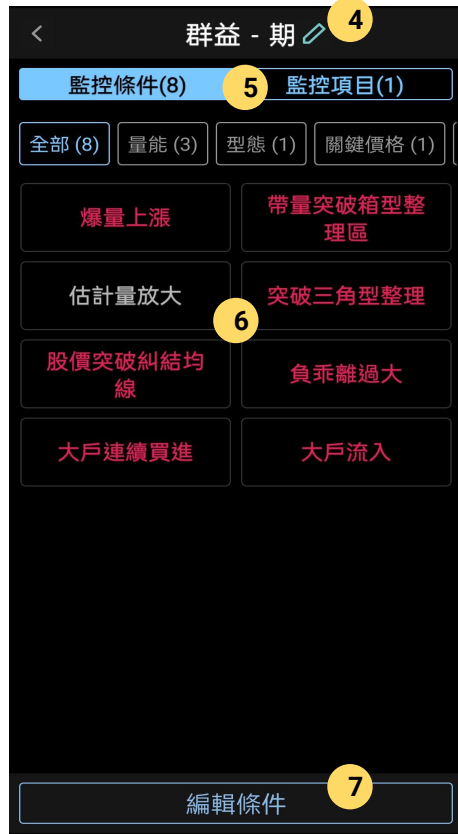 群益 - 期
4
監控條件(8)
5
監控項目(1)
全部 (8)
量能 (3)
型態 (1)
關鍵價格 (1)
爆量上漲
帶量突破箱型整
理區
估計量放大
突破三角型整理
6
股價突破糾結均
線
負乖離過大
大戶連續買進
大戶流入
7
編輯條件